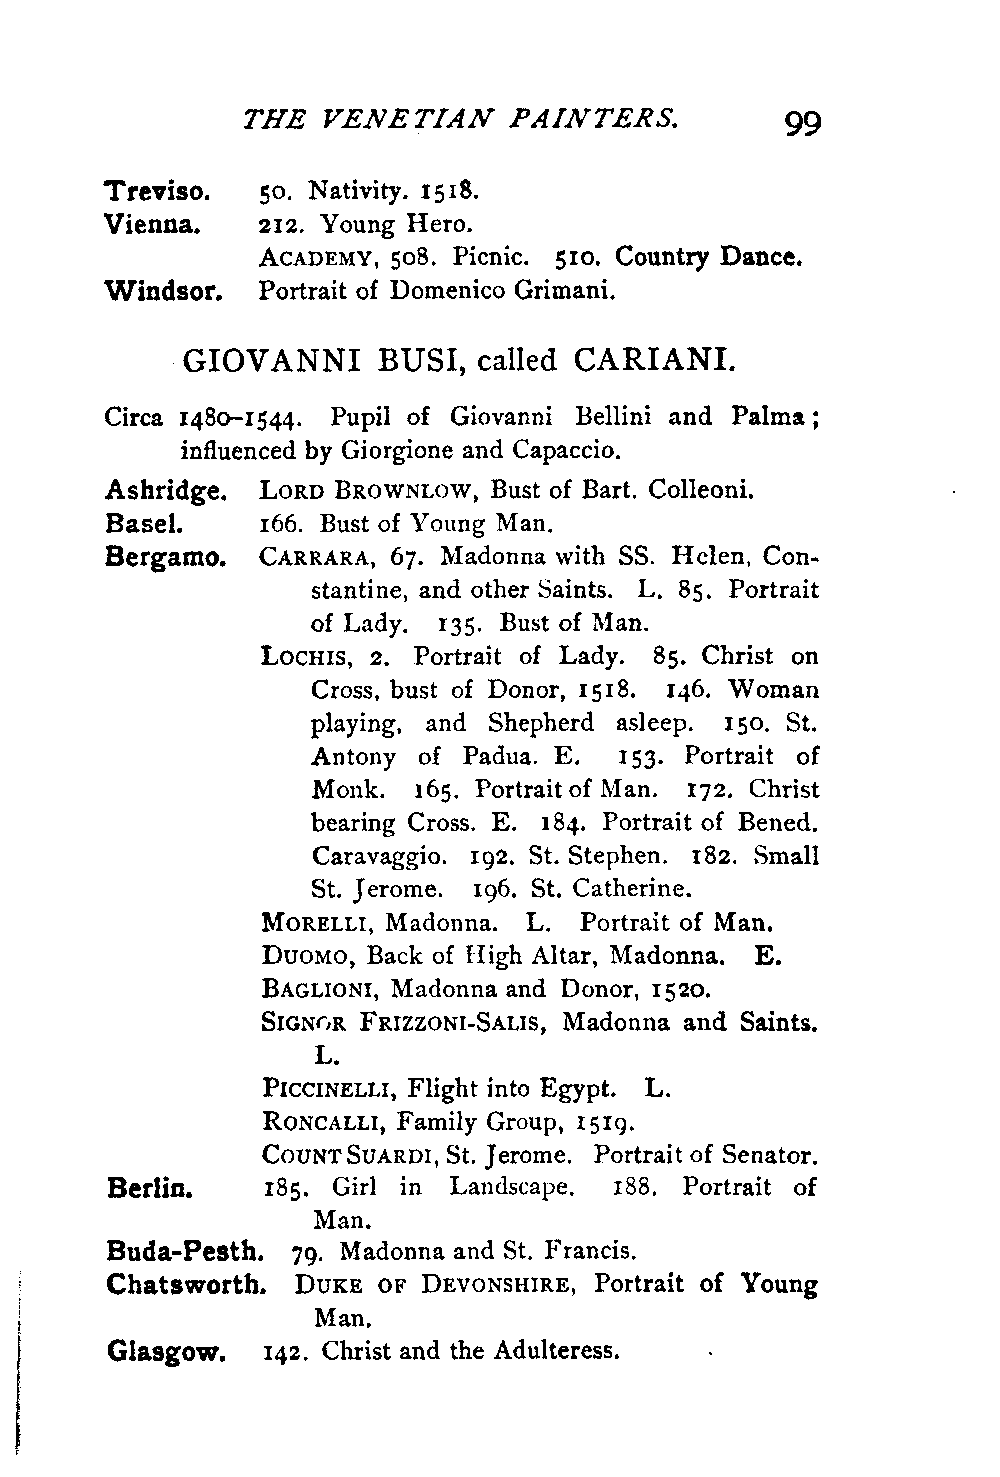 THE VENETIAN PAINTERS. 99
Treviso. 50. Nativity. 1518.
Vienna. 212. Young Hero.
ACADEMY, 508. Picnic. 510. Country Dance.
Windsor. Portrait of Domenico Grimani.
GIOVANNI BUSI, called CARIANI.
Circa 1480-1544. Pupil of Giovanni Bellini and Palma;
influenced by Giorgione and Capaccio.
Ashridge. LORD BROWNLOW, Bust of Bart. Colleoni.
Basel. 166. Bust of Young Man.
Bergamo. CARRARA, 67. Madonna with SS. Helen, Con-
stantine, and other Saints. L. 85. Portrait
of Lady. 135. Bust of Man.
LOCHIS, 2. Portrait of Lady. 85. Christ on
Cross, bust of Donor, 1518. 146. Woman
playing, and Shepherd asleep. 150. St.
Antony of Padua. E. 153. Portrait of
Monk. 165. Portrait of Man. 172. Christ
bearing Cross. E. 184. Portrait of Bened.
Caravaggio. 192. St. Stephen. 182. Small
St. Jerome. 196. St. Catherine.
MORELLI, Madonna. L. Portrait of Man.
DUOMO, Back of High Altar, Madonna. E.
BAGLIONI, Madonna and Donor, 1520.
SIGNOR FRIZZONI-SALIS, Madonna and Saints.
L.
PICCINELLI, Flight into Egypt. L.
RONCALLI, Family Group, 1519.
COUNT SUARDI, St. Jerome. Portrait of Senator.
Berlin. 185. Girl in Landscape. 188. Portrait of
Man.
Buda-Pesth. 79. Madonna and St. Francis.
Chatsworth. DUKE OF DEVONSHIRE, Portrait of Young
Man.
Glasgow. 142. Christ and the Adulteress.